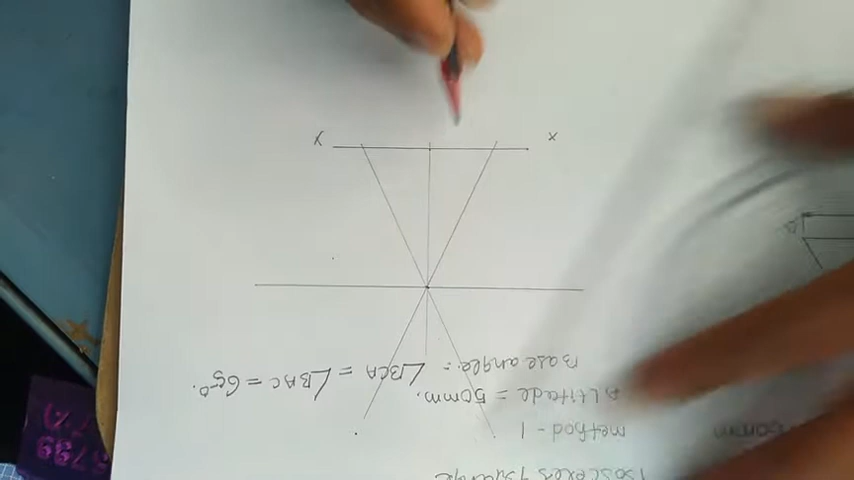 Isosceles triangle
method - 1
Altitude = 50mm.
Base angle = ∠BCA = ∠BAC = 65°.
X Y